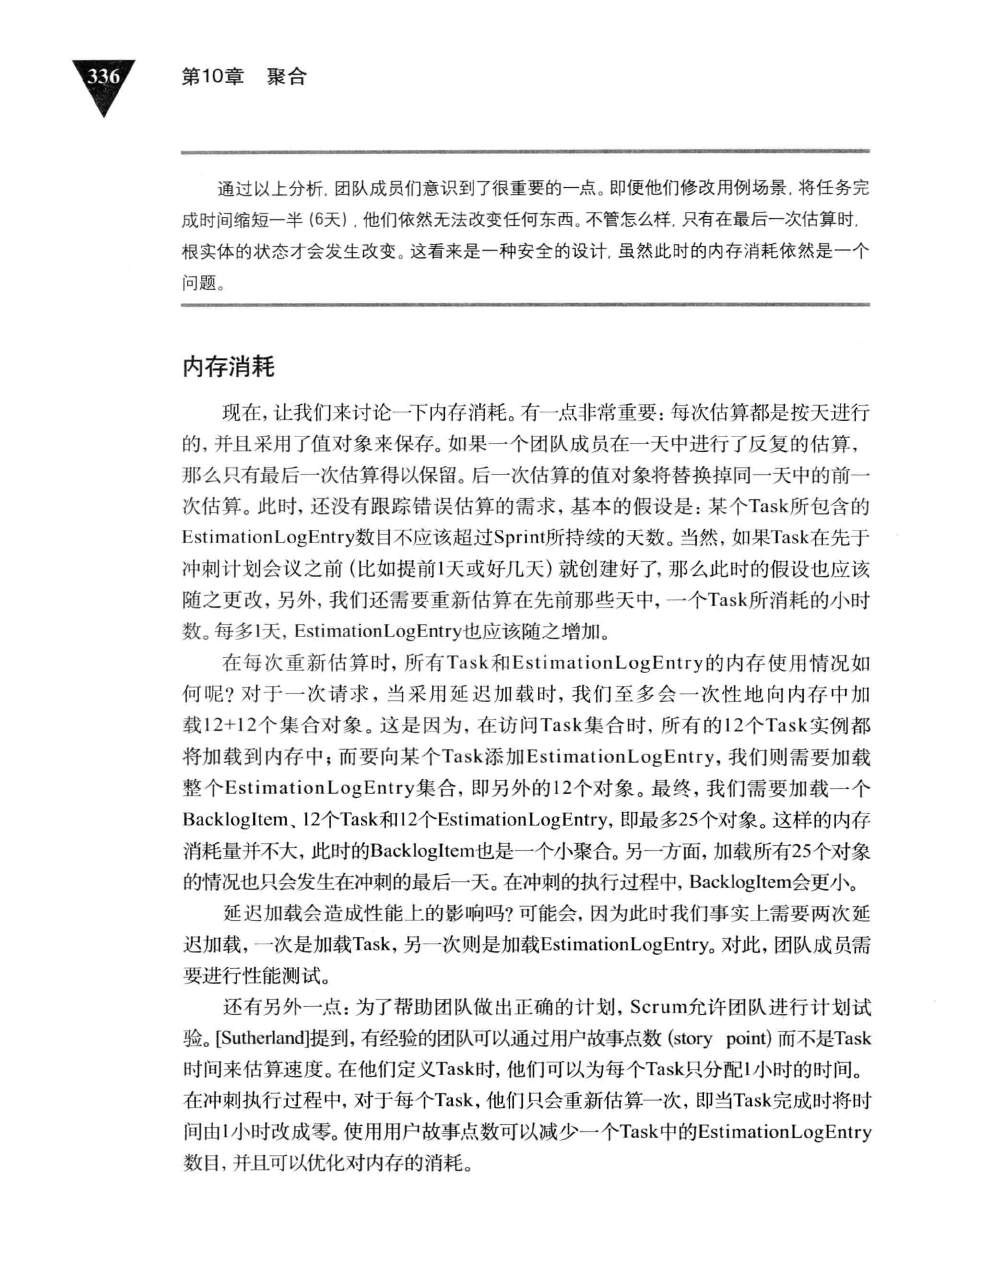 336
第10章 聚合
通过以上分析，团队成员们意识到了很重要的一点。即便他们修改用例场景，将任务完
成时间缩短一半（6天），他们依然无法改变任何东西。不管怎么样，只有在最后一次估算时，
根实体的状态才会发生改变。这看来是一种安全的设计，虽然此时的内存消耗依然是一个
问题。
内存消耗
现在，让我们来讨论一下内存消耗。有一点非常重要：每次估算都是按天进行
的，并且采用了值对象来保存。如果一个团队成员在一天中进行了反复的估算，
那么只有最后一次估算得以保留。后一次估算的值对象将替换掉同一天中的前一
次估算。此时，还没有跟踪错误估算的需求，基本的假设是：某个Task所包含的
EstimationLogEntry数目不应该超过Sprint所持续的天数。当然，如果Task在先于
冲刺计划会议之前（比如提前1天或好几天）就创建好了，那么此时的假设也应该
随之更改，另外，我们还需要重新估算在先前那些天中，一个Task所消耗的小时
数。每多1天，EstimationLogEntry也应该随之增加。
在每次重新估算时，所有Task和EstimationLogEntry的内存使用情况如
何呢？对于一次请求，当采用延迟加载时，我们至多会一次性地向内存中加
载12+12个集合对象。这是因为，在访问Task集合时，所有的12个Task实例都
将加载到内存中；而要向某个Task添加EstimationLogEntry，我们则需要加载
整个EstimationLogEntry集合，即另外的12个对象。最终，我们需要加载一个
BacklogItem、12个Task和12个EstimationLogEntry，即最多25个对象。这样的内存
消耗量并不大，此时的BacklogItem也是一个小聚合。另一方面，加载所有25个对象
的情况也只会发生在冲刺的最后一天。在冲刺的执行过程中，BacklogItem会更小。
延迟加载会造成性能上的影响吗？可能会，因为此时我们事实上需要两次延
迟加载，一次是加载Task，另一次则是加载EstimationLogEntry。对此，团队成员需
要进行性能测试。
还有另外一点：为了帮助团队做出正确的计划，Scrum允许团队进行计划试
验。[Sutherland]提到，有经验的团队可以通过用户故事点数（story point）而不是Task
时间来估算速度。在他们定义Task时，他们可以为每个Task只分配1小时的时间。
在冲刺执行过程中，对于每个Task，他们只会重新估算一次，即当Task完成时将时
间由1小时改成零。使用用户故事点数可以减少一个Task中的EstimationLogEntry
数目，并且可以优化对内存的消耗。